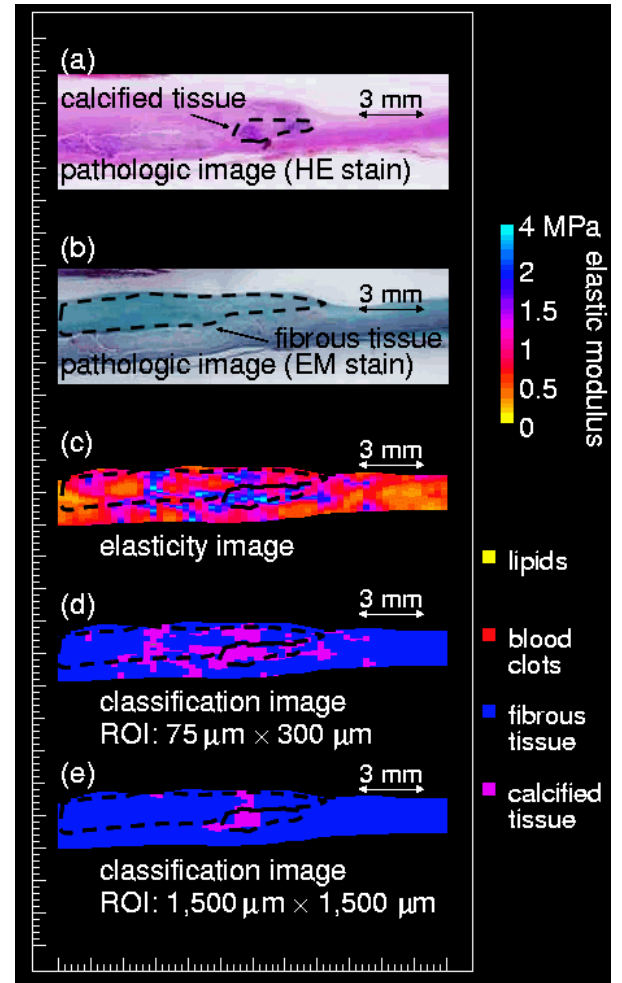 (a)
calcified tissue
3 mm
pathologic image (HE stain)
(b)
3 mm
fibrous tissue
pathologic image (EM stain)
4 MPa
2
1.5
1
0.5
0
elastic modulus
(c)
3 mm
elasticity image
(d)
3 mm
classification image
ROI: 75 μm × 300 μm
(e)
3 mm
classification image
ROI: 1,500 μm × 1,500 μm
lipids
blood
clots
fibrous
tissue
calcified
tissue